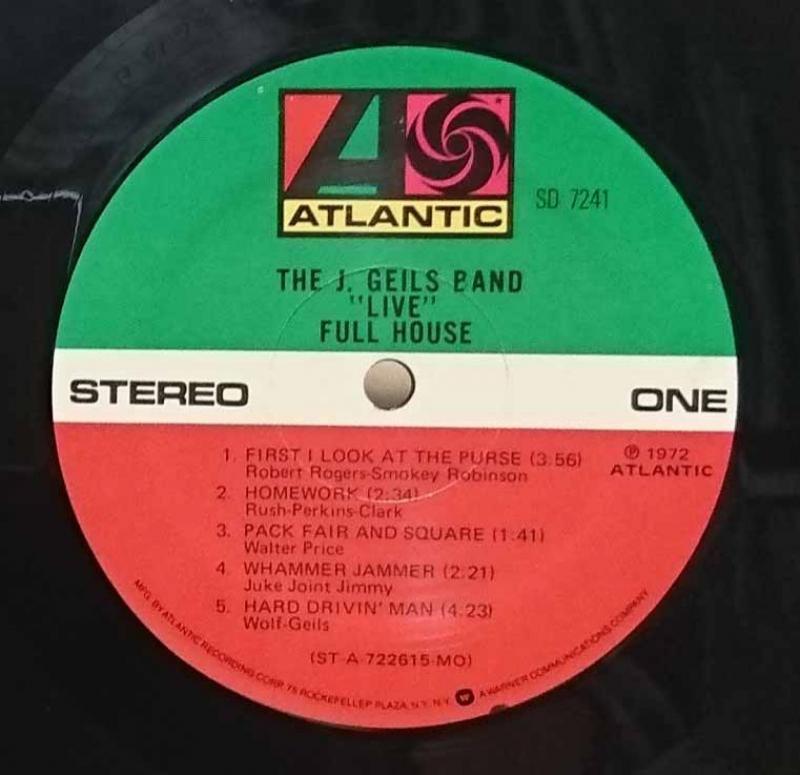 ATLANTIC
SD 7241
THE J. GEILS BAND
"LIVE"
FULL HOUSE
STEREO
ONE
1. FIRST I LOOK AT THE PURSE (3:56)
Robert Rogers-Smokey Robinson
2. HOMEWORK (2:34)
Rush-Perkins-Clark
3. PACK FAIR AND SQUARE (1:41)
Walter Price
4. WHAMMER JAMMER (2:21)
Juke Joint Jimmy
5. HARD DRIVIN' MAN (4:23)
Wolf-Geils
℗ 1972
ATLANTIC
(ST-A-722615-MO)
MFG. BY ATLANTIC RECORDING CORP. 75 ROCKEFELLER PLAZA, N.Y. N.Y. W A WARNER COMMUNICATIONS COMPANY